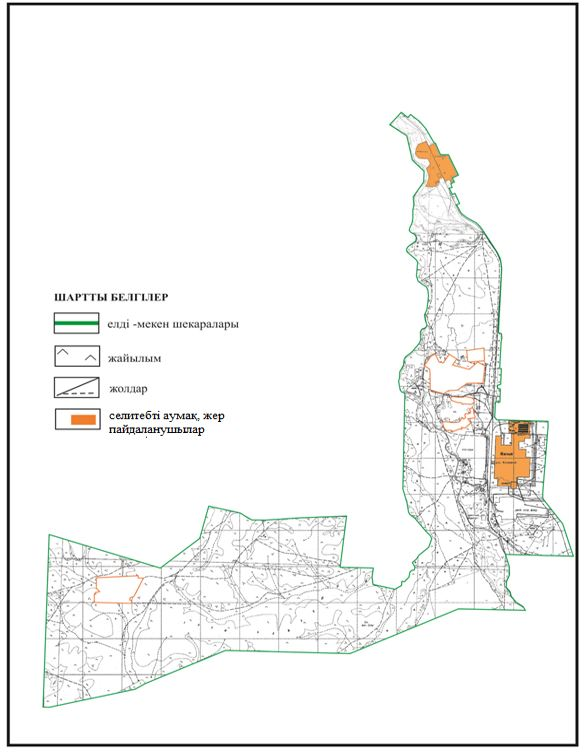 ШАРТТЫ БЕЛГІЛЕР
елді -мекен шекаралары
жайылым
жолдар
селитебті аумақ, жер
пайдаланушылар